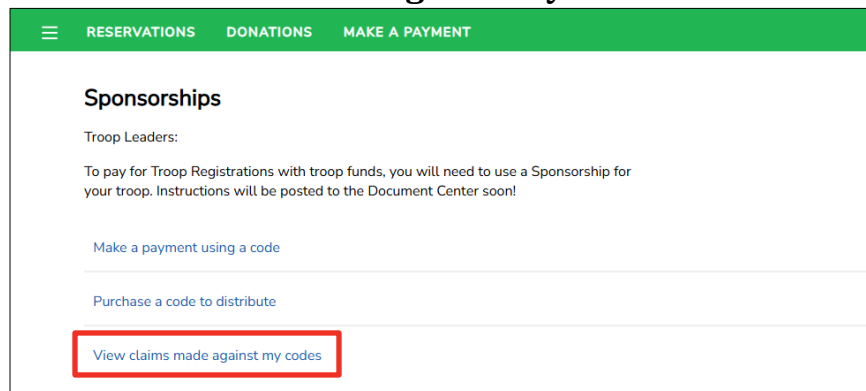 RESERVATIONS DONATIONS MAKE A PAYMENT
Sponsorships
Troop Leaders:
To pay for Troop Registrations with troop funds, you will need to use a Sponsorship for
your troop. Instructions will be posted to the Document Center soon!
Make a payment using a code
Purchase a code to distribute
View claims made against my codes